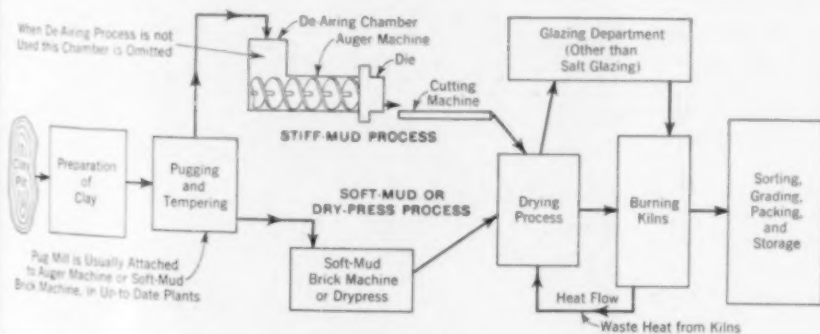 When De-Airing Process is not
Used this Chamber is Omitted
De-Airing Chamber
Auger Machine
Die
Cutting
Machine
STIFF-MUD PROCESS
Glazing Department
(Other than
Salt Glazing)
Clay
Pit
Preparation
of
Clay
Pugging
and
Tempering
SOFT-MUD OR
DRY-PRESS PROCESS
Drying
Process
Burning
Kilns
Sorting,
Grading,
Packing,
and
Storage
Pug Mill is Usually Attached
to Auger Machine or Soft-Mud
Brick Machine, in Up to Date Plants
Soft-Mud
Brick Machine
or Drypress
Heat Flow
Waste Heat from Kilns